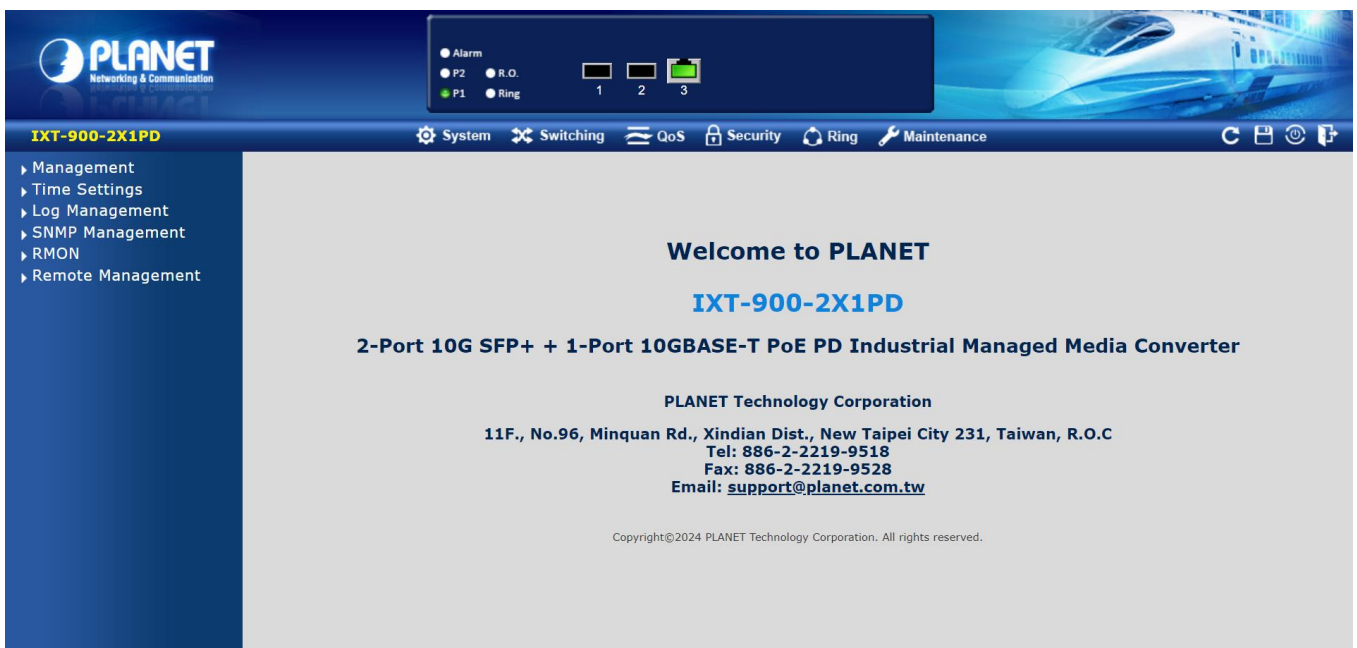 PLANET
Networking & Communication
Alarm
P2 R.O.
P1 Ring
1 2 3
IXT-900-2X1PD
System Switching QoS Security Ring Maintenance
Management
Time Settings
Log Management
SNMP Management
RMON
Remote Management
Welcome to PLANET
IXT-900-2X1PD
2-Port 10G SFP+ + 1-Port 10GBASE-T PoE PD Industrial Managed Media Converter
PLANET Technology Corporation
11F., No.96, Minquan Rd., Xindian Dist., New Taipei City 231, Taiwan, R.O.C
Tel: 886-2-2219-9518
Fax: 886-2-2219-9528
Email: support@planet.com.tw
Copyright©2024 PLANET Technology Corporation. All rights reserved.